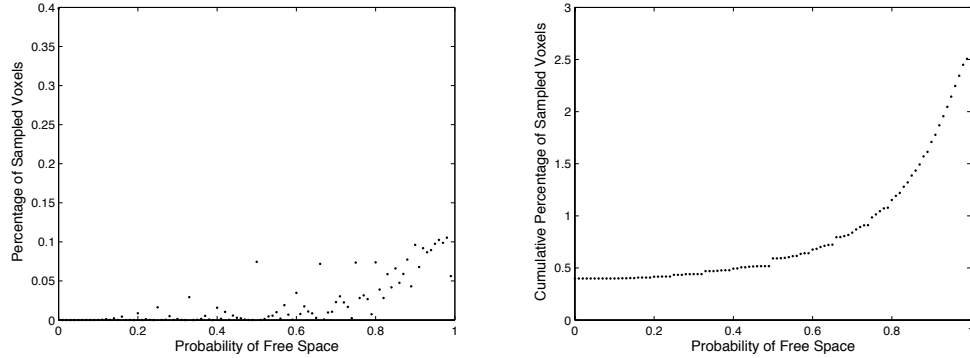 0.4
0.35
0.3
0.25
0.2
0.15
0.1
0.05
0
0 0.2 0.4 0.6 0.8 1
Percentage of Sampled Voxels
Probability of Free Space
3
2.5
2
1.5
1
0.5
0
0 0.2 0.4 0.6 0.8 1
Cumulative Percentage of Sampled Voxels
Probability of Free Space